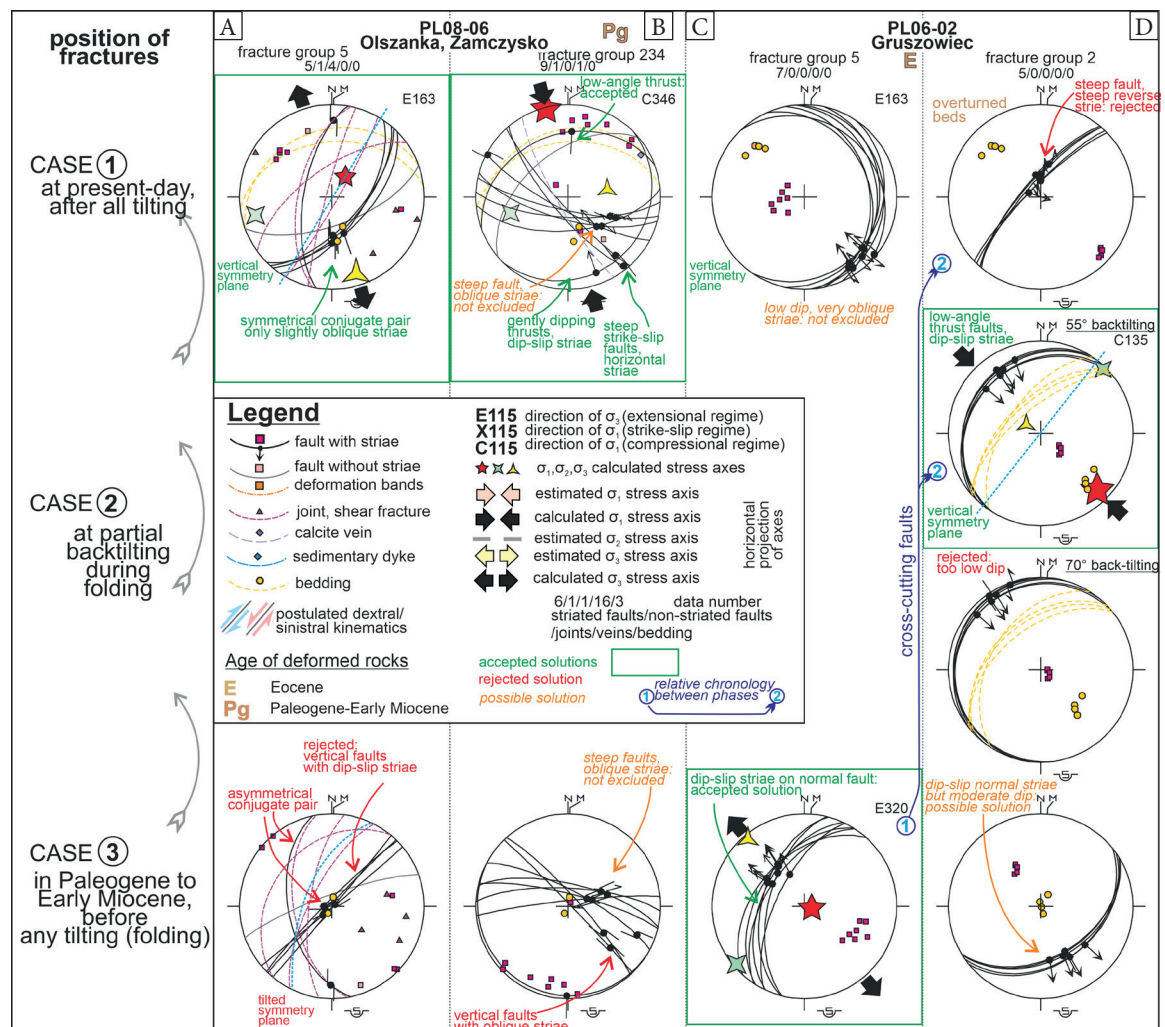 position of
fractures
A
PL08-06
Olszanka, Zamczysko
Pg
B
fracture group 5
5/1/4/0/0
fracture group 234
9/1/0/1/0
C
PL06-02
Gruszowiec
E
D
fracture group 5
7/0/0/0/0
fracture group 2
5/0/0/0/0
CASE 1
at present-day,
after all tilting
N M
E163
vertical
symmetry
plane
symmetrical conjugate pair
only slightly oblique striae
5
low-angle thrust:
accepted
N M
C346
steep fault,
oblique striae:
not excluded
gently dipping
thrusts,
dip-slip striae
steep
strike-slip
faults,
horizontal
striae
N M
E163
vertical
symmetry
plane
low dip, very oblique
striae: not excluded
5
overturned
beds
N M
steep fault,
steep reverse
strie: rejected
5
2
low-angle
thrust faults,
dip-slip striae
N M
55° backtilting
C135
vertical
symmetry
plane
5
2
cross-cutting faults
CASE 2
at partial
backtilting
during
folding
Legend
fault with striae
fault without striae
deformation bands
joint, shear fracture
calcite vein
sedimentary dyke
bedding
postulated dextral/
sinistral kinematics
Age of deformed rocks
E Eocene
Pg Paleogene-Early Miocene
E115 direction of σ3 (extensional regime)
X115 direction of σ1 (strike-slip regime)
C115 direction of σ1 (compressional regime)
σ1,σ2,σ3 calculated stress axes
estimated σ1 stress axis
calculated σ1 stress axis
estimated σ2 stress axis
estimated σ3 stress axis
calculated σ3 stress axis
horizontal
projection
of axes
6/1/1/16/3 data number
striated faults/non-striated faults
/joints/veins/bedding
accepted solutions
rejected solution
possible solution
1 relative chronology 2
between phases
rejected:
too low dip
N M
70° back-tilting
5
CASE 3
in Paleogene to
Early Miocene,
before
any tilting (folding)
rejected:
vertical faults
with dip-slip striae
asymmetrical
conjugate pair
N M
tilted
symmetry
plane
5
steep faults,
oblique striae:
not excluded
N M
vertical faults
with oblique striae
5
dip-slip striae on normal fault:
accepted solution
N M
E320
1
5
dip-slip normal striae
but moderate dip:
possible solution
N M
5